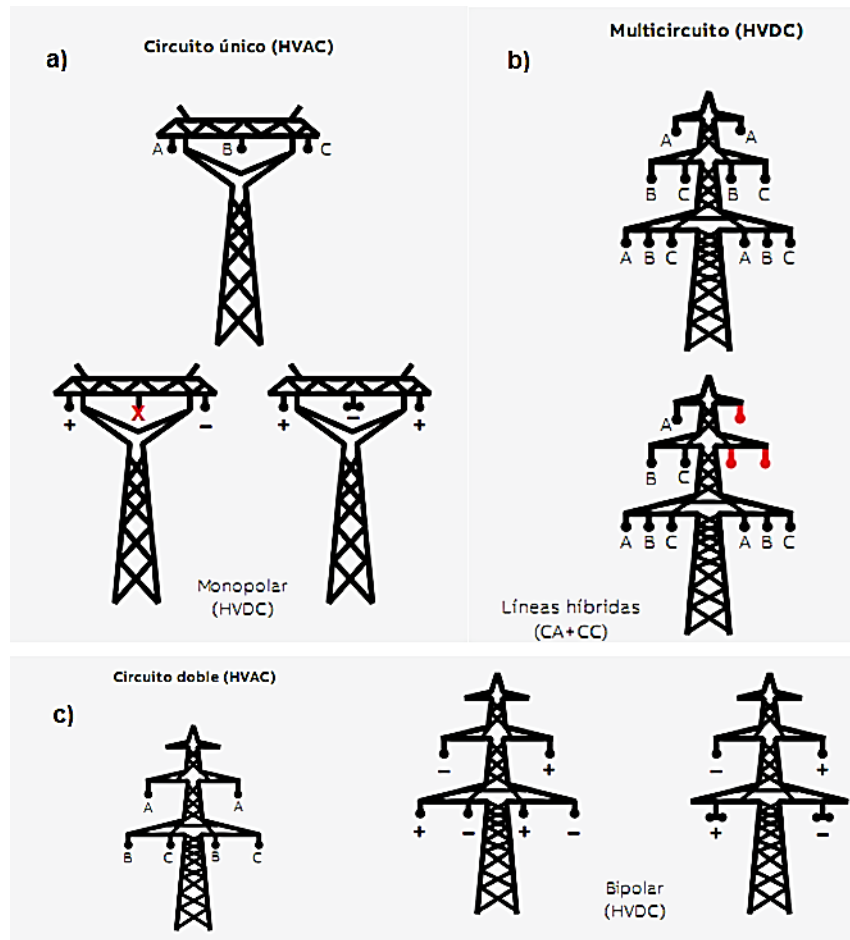 a)
Circuito único (HVAC)
A B C
+ X - + - +
Monopolar
(HVDC)
b)
Multicircuito (HVDC)
A A
B C B C
A B C A B C
A
B C
A B C A B C
Líneas híbridas
(CA+CC)
c)
Circuito doble (HVAC)
A A
B C B C
- +
+ - + -
- +
+ -
Bipolar
(HVDC)